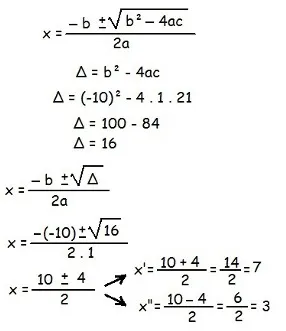 x = (− b ± √(b² − 4ac)) / 2a
Δ = b² - 4ac
Δ = (-10)² - 4 . 1 . 21
Δ = 100 - 84
Δ = 16
x = (− b ± √Δ) / 2a
x = (−(-10) ± √16) / 2 . 1
x = (10 ± 4) / 2
x' = (10 + 4) / 2 = 14 / 2 = 7
x" = (10 − 4) / 2 = 6 / 2 = 3